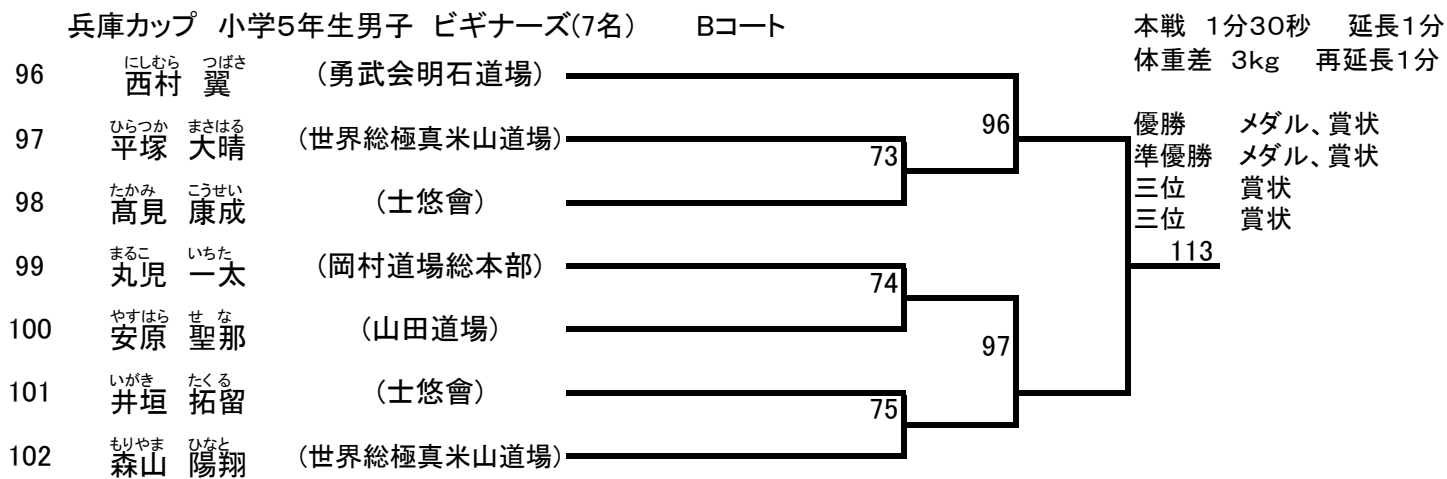 兵庫カップ 小学5年生男子 ビギナーズ(7名) Bコート
本戦 1分30秒 延長1分
体重差 3kg 再延長1分
にしむら つばさ
96 西村 翼 (勇武会明石道場)
ひらつか まさはる
97 平塚 大晴 (世界総極真米山道場)
73
96
優勝 メダル、賞状
準優勝 メダル、賞状
三位 賞状
三位 賞状
たかみ こうせい
98 髙見 康成 (士悠會)
まるこ いちた
99 丸児 一太 (岡村道場総本部)
74
113
やすはら せな
100 安原 聖那 (山田道場)
97
いがき たくる
101 井垣 拓留 (士悠會)
75
もりやま ひなと
102 森山 陽翔 (世界総極真米山道場)